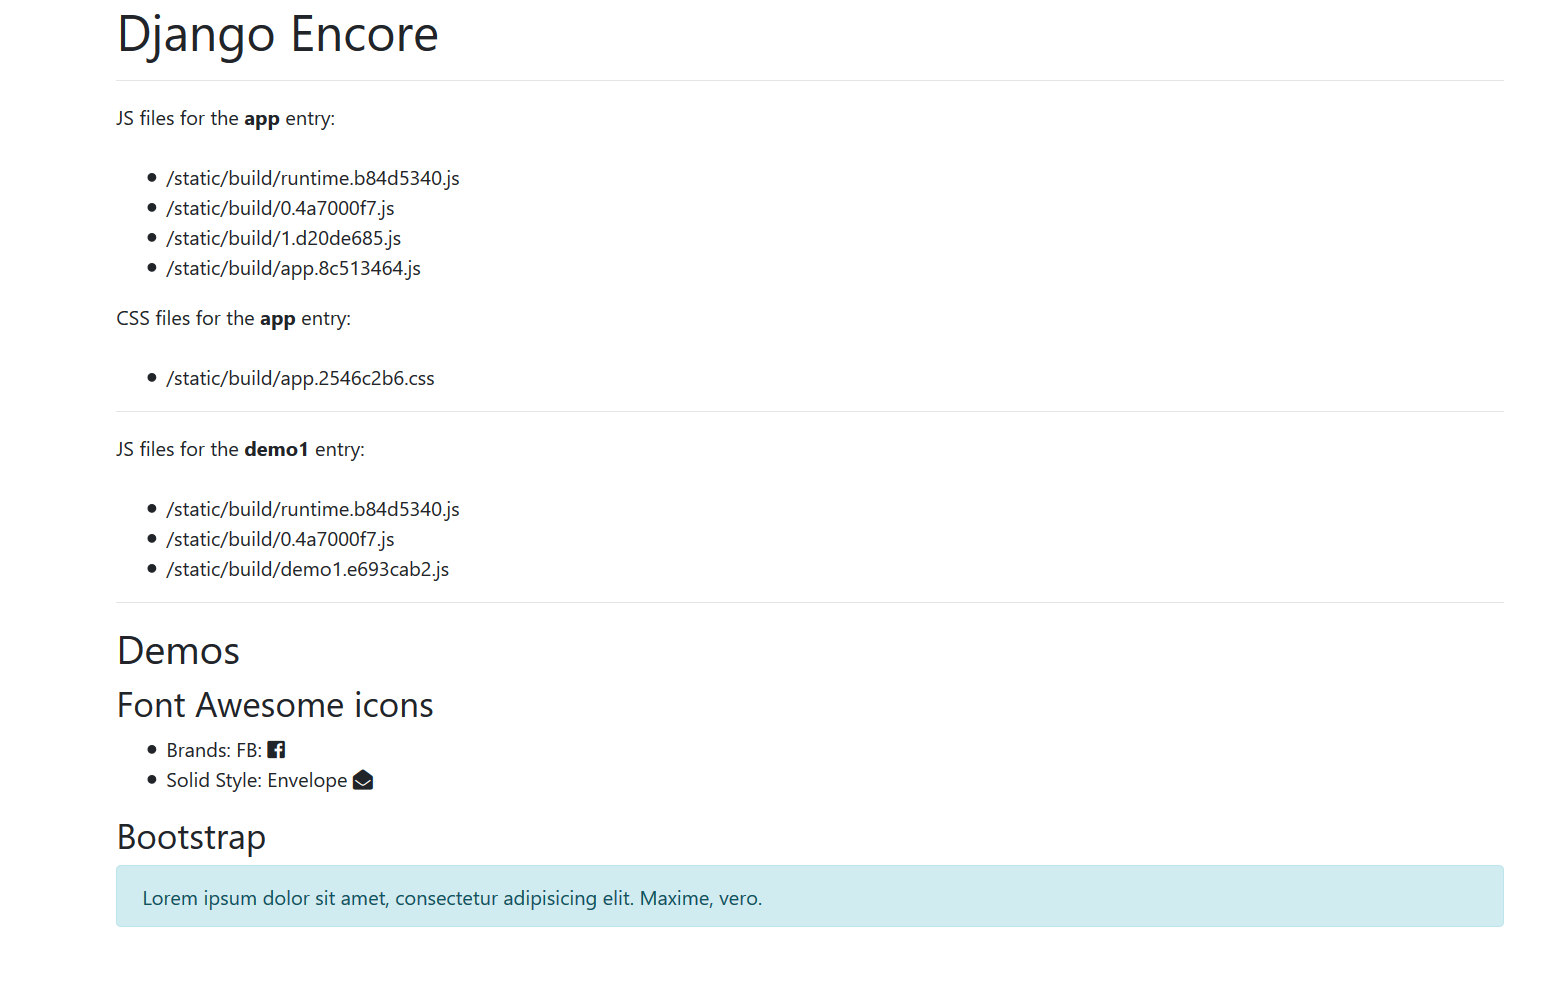 Django Encore
JS files for the app entry:
/static/build/runtime.b84d5340.js
/static/build/0.4a7000f7.js
/static/build/1.d20de685.js
/static/build/app.8c513464.js
CSS files for the app entry:
/static/build/app.2546c2b6.css
JS files for the demo1 entry:
/static/build/runtime.b84d5340.js
/static/build/0.4a7000f7.js
/static/build/demo1.e693cab2.js
Demos
Font Awesome icons
Brands: FB:
Solid Style: Envelope
Bootstrap
Lorem ipsum dolor sit amet, consectetur adipisicing elit. Maxime, vero.